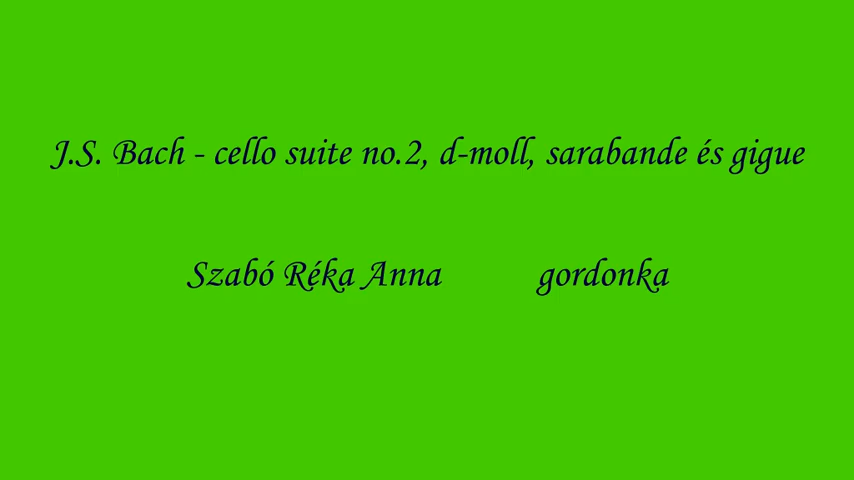 J.S. Bach - cello suite no.2, d-moll, sarabande és gigue
Szabó Réka Anna gordonka